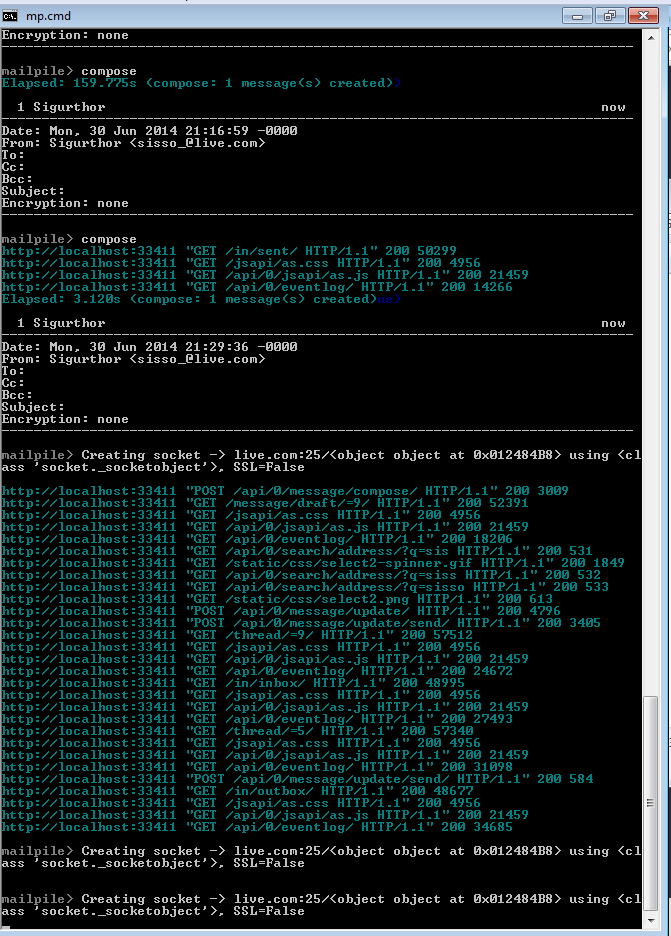 mp.cmd
Encryption: none
mailpile> compose
Elapsed: 159.775s (compose: 1 message(s) created))
1 Sigurthor now
Date: Mon, 30 Jun 2014 21:16:59 -0000
From: Sigurthor <sisso_@live.com>
To:
Cc:
Bcc:
Subject:
Encryption: none
mailpile> compose
http://localhost:33411 "GET /in/sent/ HTTP/1.1" 200 50299
http://localhost:33411 "GET /jsapi/as.css HTTP/1.1" 200 4956
http://localhost:33411 "GET /api/0/jsapi/as.js HTTP/1.1" 200 21459
http://localhost:33411 "GET /api/0/eventlog/ HTTP/1.1" 200 14266
Elapsed: 3.120s (compose: 1 message(s) created)ue)
1 Sigurthor now
Date: Mon, 30 Jun 2014 21:29:36 -0000
From: Sigurthor <sisso_@live.com>
To:
Cc:
Bcc:
Subject:
Encryption: none
mailpile> Creating socket -> live.com:25/<object object at 0x012484B8> using <cl
ass 'socket._socketobject'>, SSL=False
http://localhost:33411 "POST /api/0/message/compose/ HTTP/1.1" 200 3009
http://localhost:33411 "GET /message/draft/=9/ HTTP/1.1" 200 52391
http://localhost:33411 "GET /jsapi/as.css HTTP/1.1" 200 4956
http://localhost:33411 "GET /api/0/jsapi/as.js HTTP/1.1" 200 21459
http://localhost:33411 "GET /api/0/eventlog/ HTTP/1.1" 200 18206
http://localhost:33411 "GET /api/0/search/address/?q=sis HTTP/1.1" 200 531
http://localhost:33411 "GET /static/css/select2-spinner.gif HTTP/1.1" 200 1849
http://localhost:33411 "GET /api/0/search/address/?q=siss HTTP/1.1" 200 532
http://localhost:33411 "GET /api/0/search/address/?q=sisso HTTP/1.1" 200 533
http://localhost:33411 "GET /static/css/select2.png HTTP/1.1" 200 613
http://localhost:33411 "POST /api/0/message/update/ HTTP/1.1" 200 4796
http://localhost:33411 "POST /api/0/message/update/send/ HTTP/1.1" 200 3405
http://localhost:33411 "GET /thread/=9/ HTTP/1.1" 200 57512
http://localhost:33411 "GET /jsapi/as.css HTTP/1.1" 200 4956
http://localhost:33411 "GET /api/0/jsapi/as.js HTTP/1.1" 200 21459
http://localhost:33411 "GET /api/0/eventlog/ HTTP/1.1" 200 24672
http://localhost:33411 "GET /in/inbox/ HTTP/1.1" 200 48995
http://localhost:33411 "GET /jsapi/as.css HTTP/1.1" 200 4956
http://localhost:33411 "GET /api/0/jsapi/as.js HTTP/1.1" 200 21459
http://localhost:33411 "GET /api/0/eventlog/ HTTP/1.1" 200 27493
http://localhost:33411 "GET /thread/=5/ HTTP/1.1" 200 57340
http://localhost:33411 "GET /jsapi/as.css HTTP/1.1" 200 4956
http://localhost:33411 "GET /api/0/jsapi/as.js HTTP/1.1" 200 21459
http://localhost:33411 "GET /api/0/eventlog/ HTTP/1.1" 200 31098
http://localhost:33411 "POST /api/0/message/update/send/ HTTP/1.1" 200 584
http://localhost:33411 "GET /in/outbox/ HTTP/1.1" 200 48677
http://localhost:33411 "GET /jsapi/as.css HTTP/1.1" 200 4956
http://localhost:33411 "GET /api/0/jsapi/as.js HTTP/1.1" 200 21459
http://localhost:33411 "GET /api/0/eventlog/ HTTP/1.1" 200 34685
mailpile> Creating socket -> live.com:25/<object object at 0x012484B8> using <cl
ass 'socket._socketobject'>, SSL=False
mailpile> Creating socket -> live.com:25/<object object at 0x012484B8> using <cl
ass 'socket._socketobject'>, SSL=False